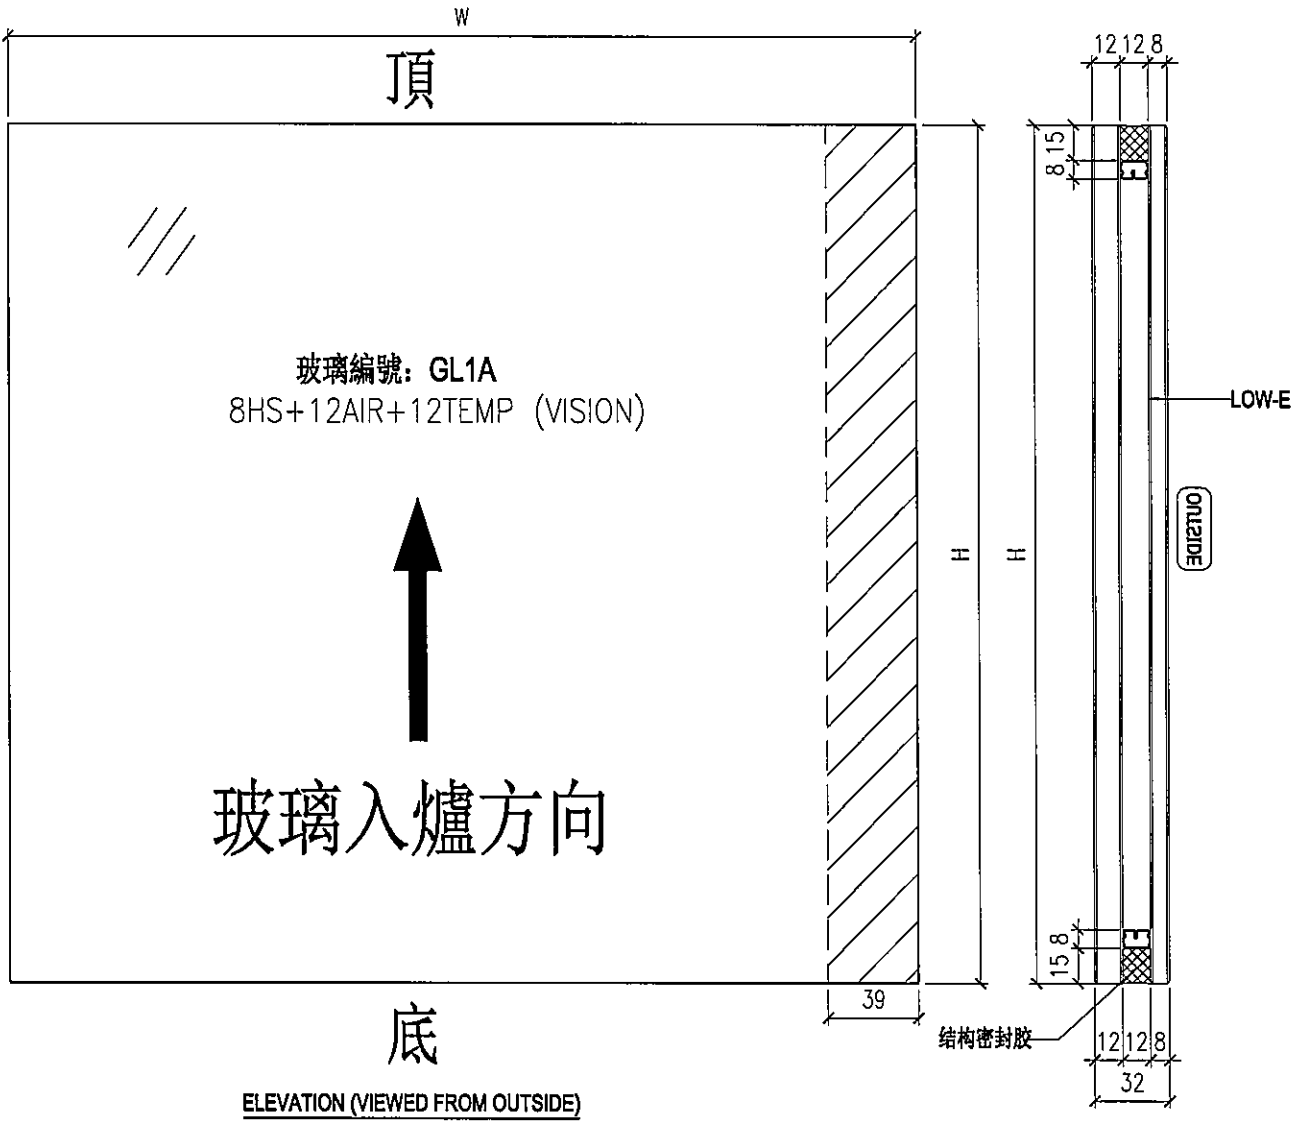 W
頂
12 12 8
15
8
玻璃編號：GL1A
8HS+12AIR+12TEMP (VISION)
LOW-E
OUTSIDE
H
H
玻璃入爐方向
8
15
39
底
结构密封胶
12 12 8
32
ELEVATION (VIEWED FROM OUTSIDE)